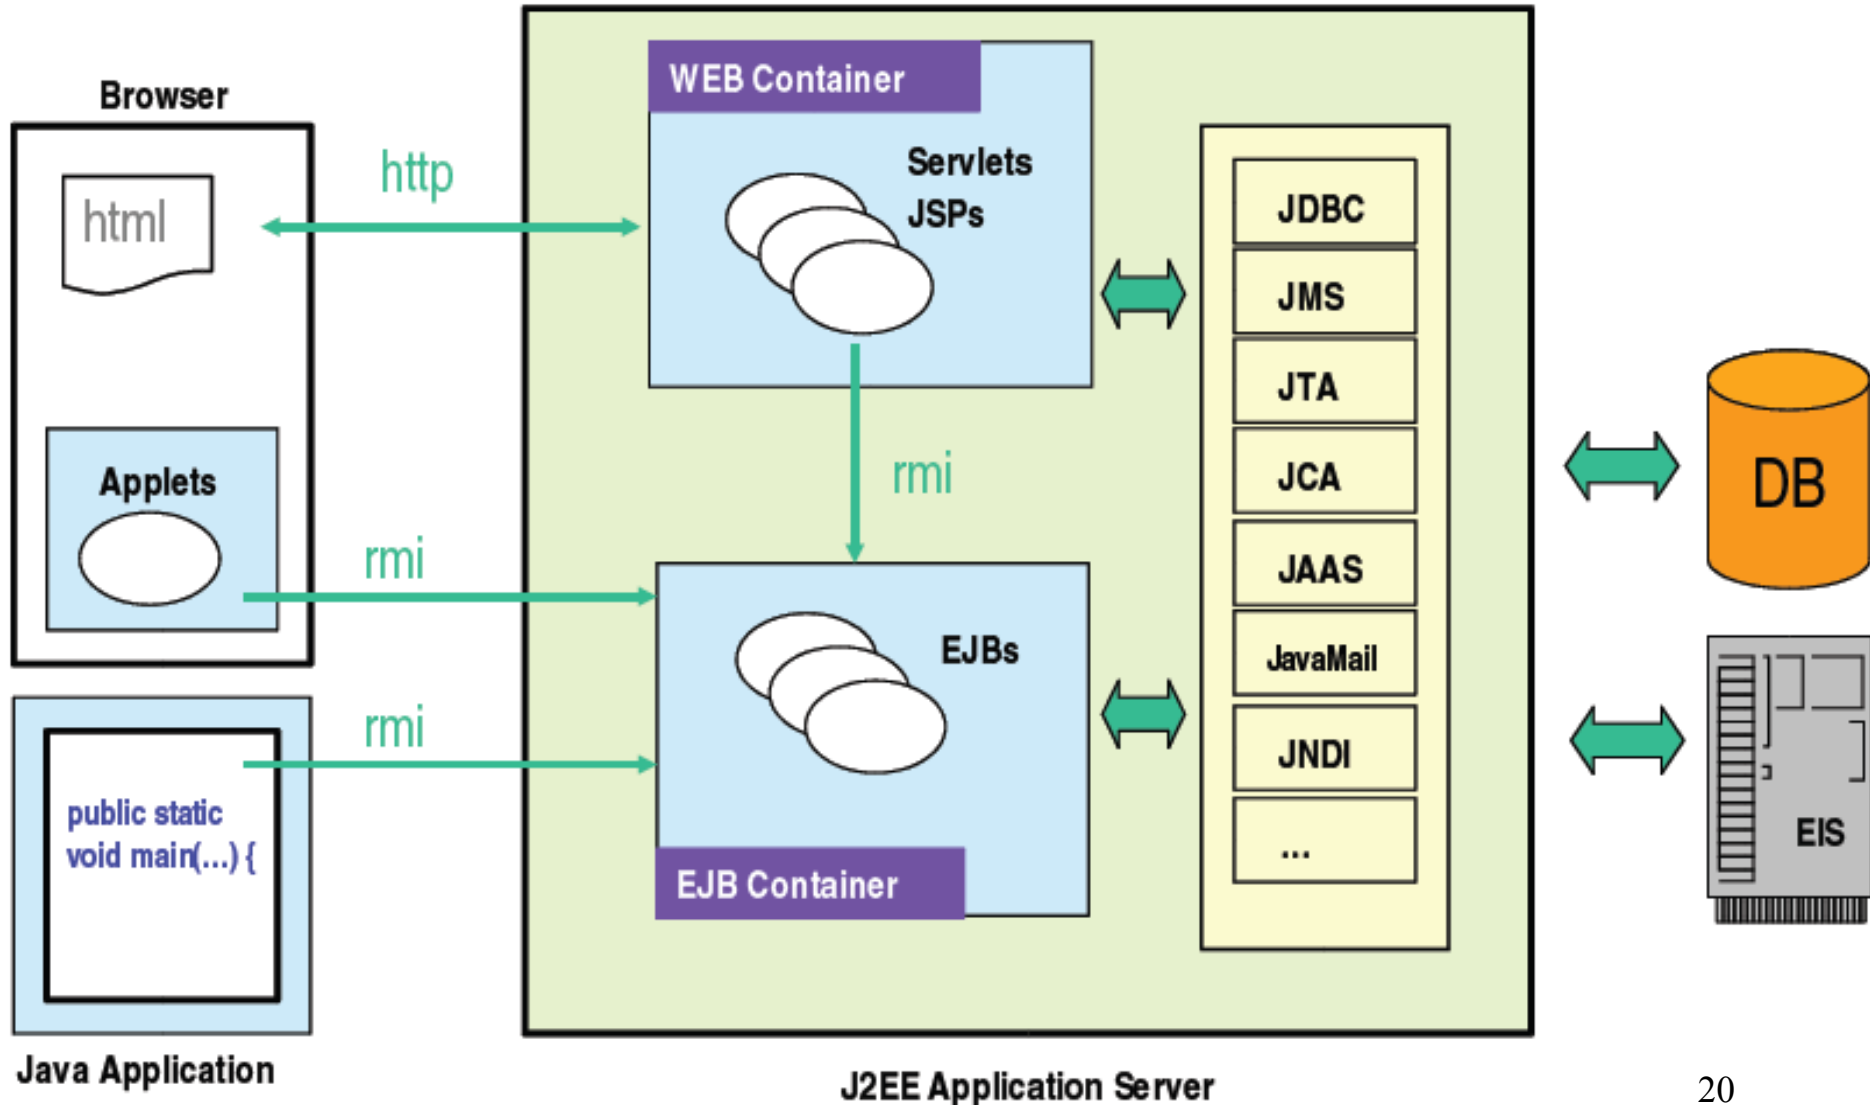 Browser
html
Applets
http
rmi
rmi
public static
void main(...) {
Java Application
WEB Container
Servlets
JSPs
rmi
EJBs
EJB Container
JDBC
JMS
JTA
JCA
JAAS
JavaMail
JNDI
...
J2EE Application Server
DB
EIS
20